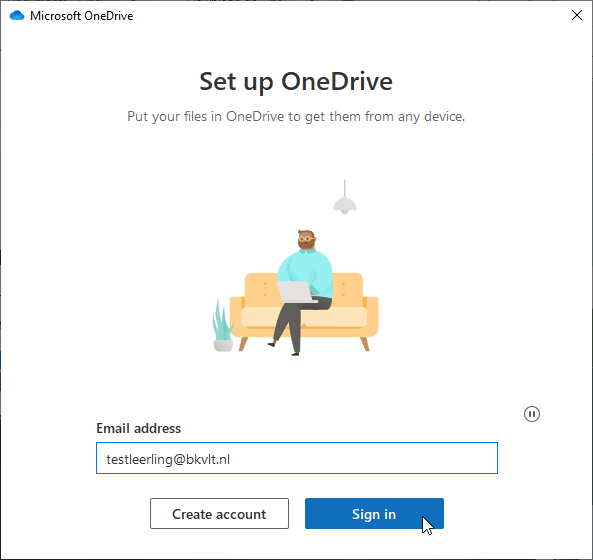 Microsoft OneDrive
Set up OneDrive
Put your files in OneDrive to get them from any device.
Email address
testleerling@bkvlt.nl
Create account
Sign in